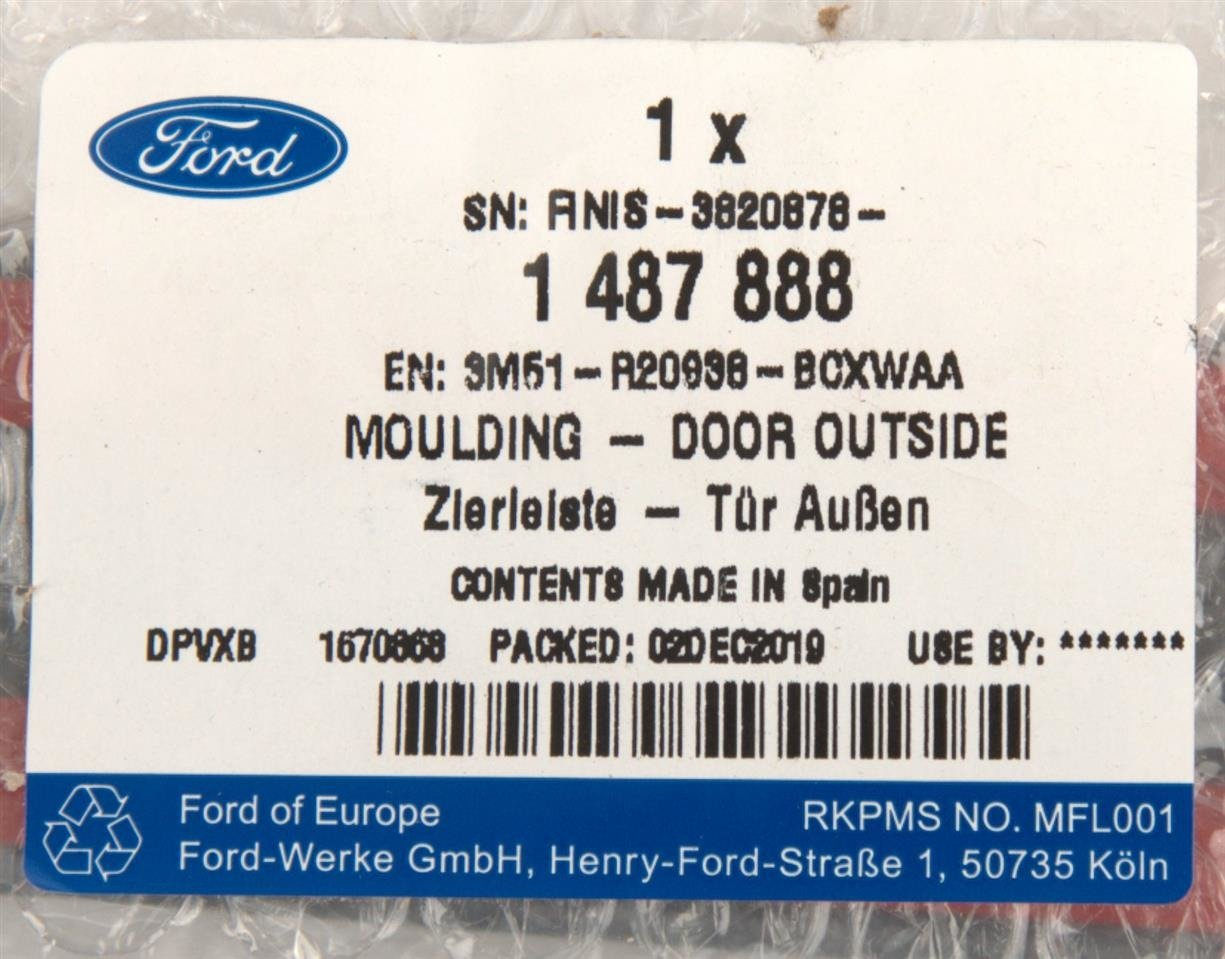 Ford
1 x
SN: FINIS-3820878-
1 487 888
EN: 3M51-R20938-BCXWAA
MOULDING - DOOR OUTSIDE
Zierleiste - Tür Außen
CONTENTS MADE IN Spain
DPVXB 1670868 PACKED: 02DEC2019 USE BY: *******
Ford of Europe RKPMS NO. MFL001
Ford-Werke GmbH, Henry-Ford-Straße 1, 50735 Köln